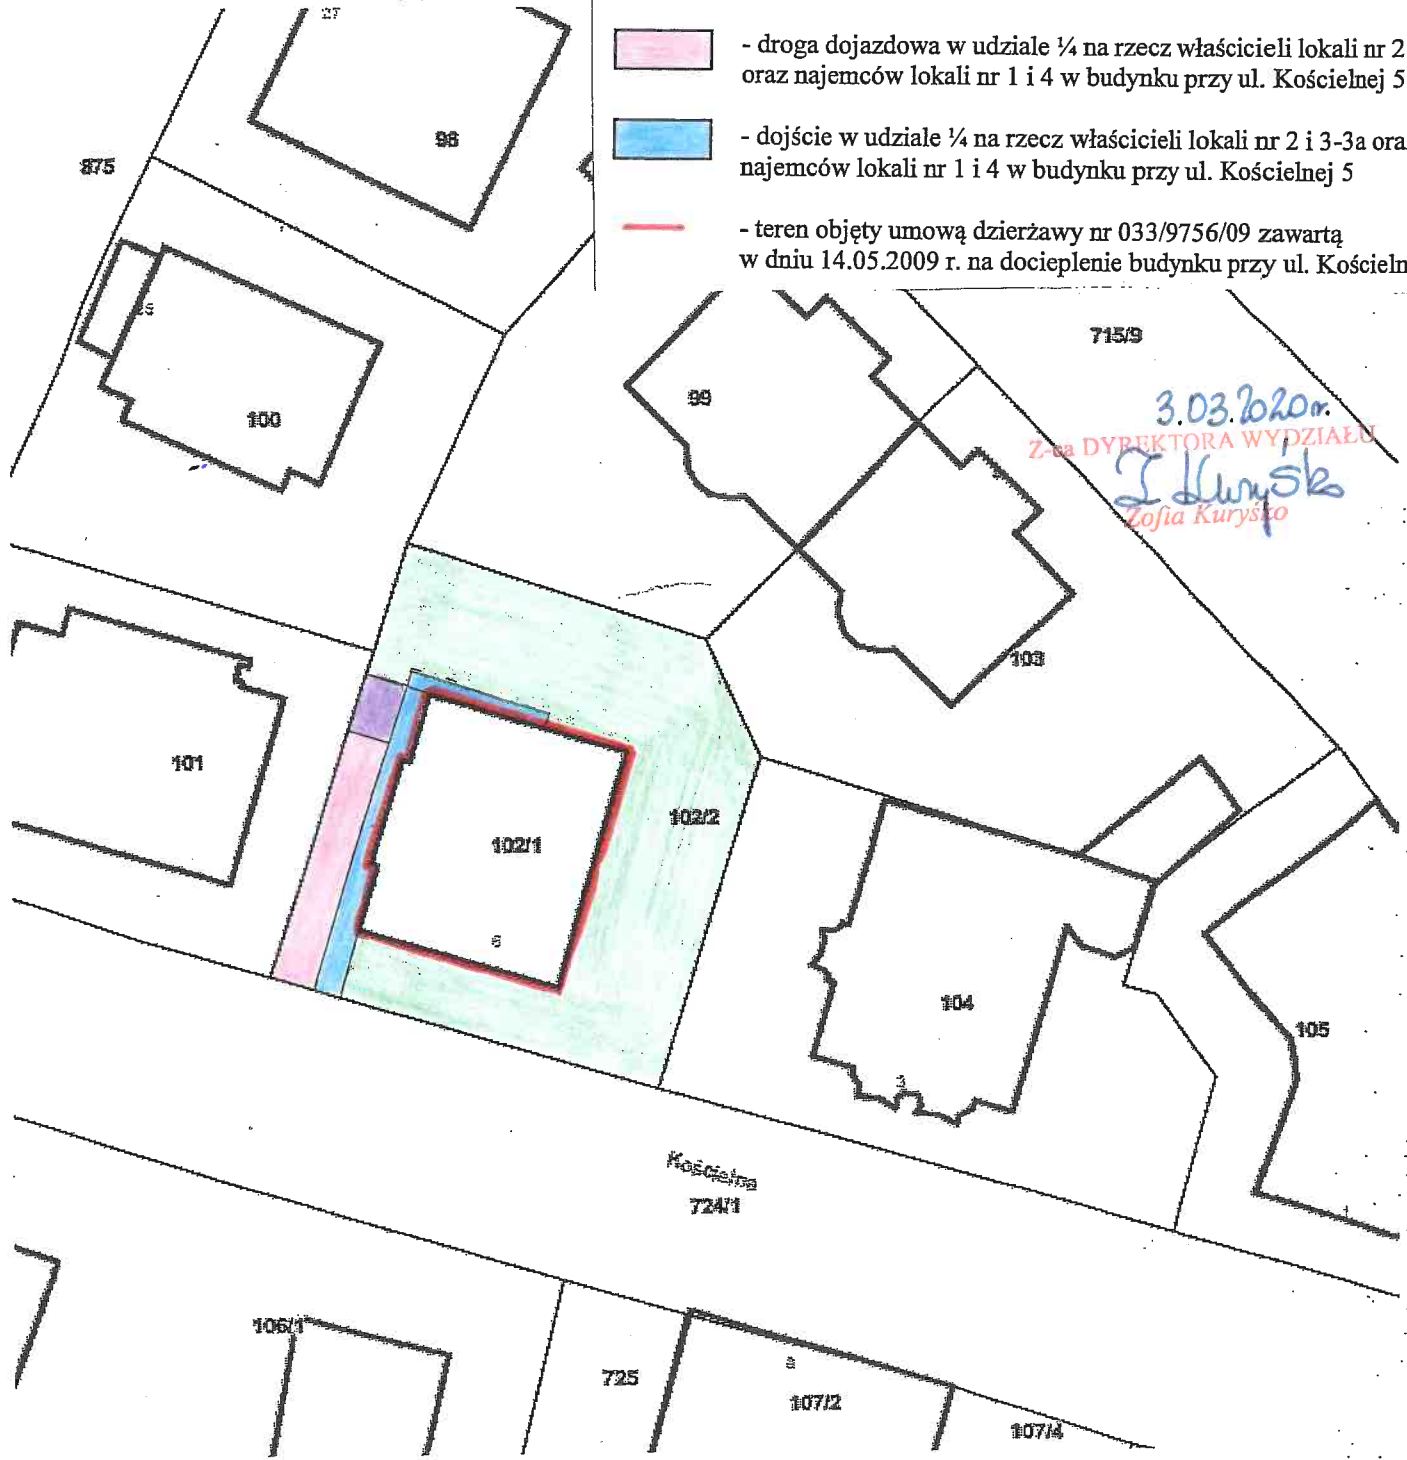 - droga dojazdowa w udziale ¼ na rzecz właścicieli lokali nr 2
oraz najemców lokali nr 1 i 4 w budynku przy ul. Kościelnej 5
- dojście w udziale ¼ na rzecz właścicieli lokali nr 2 i 3-3a ora
najemców lokali nr 1 i 4 w budynku przy ul. Kościelnej 5
- teren objęty umową dzierżawy nr 033/9756/09 zawartą
w dniu 14.05.2009 r. na docieplenie budynku przy ul. Kościeln
27
98
875
715/9
99
100
3.03.2020r.
Z-ca DYREKTORA WYDZIAŁU
Zofia Kuryśko
103
101
102/2
102/1
104
3
105
1
Kościelna
724/1
106/1
725
107/2
107/4